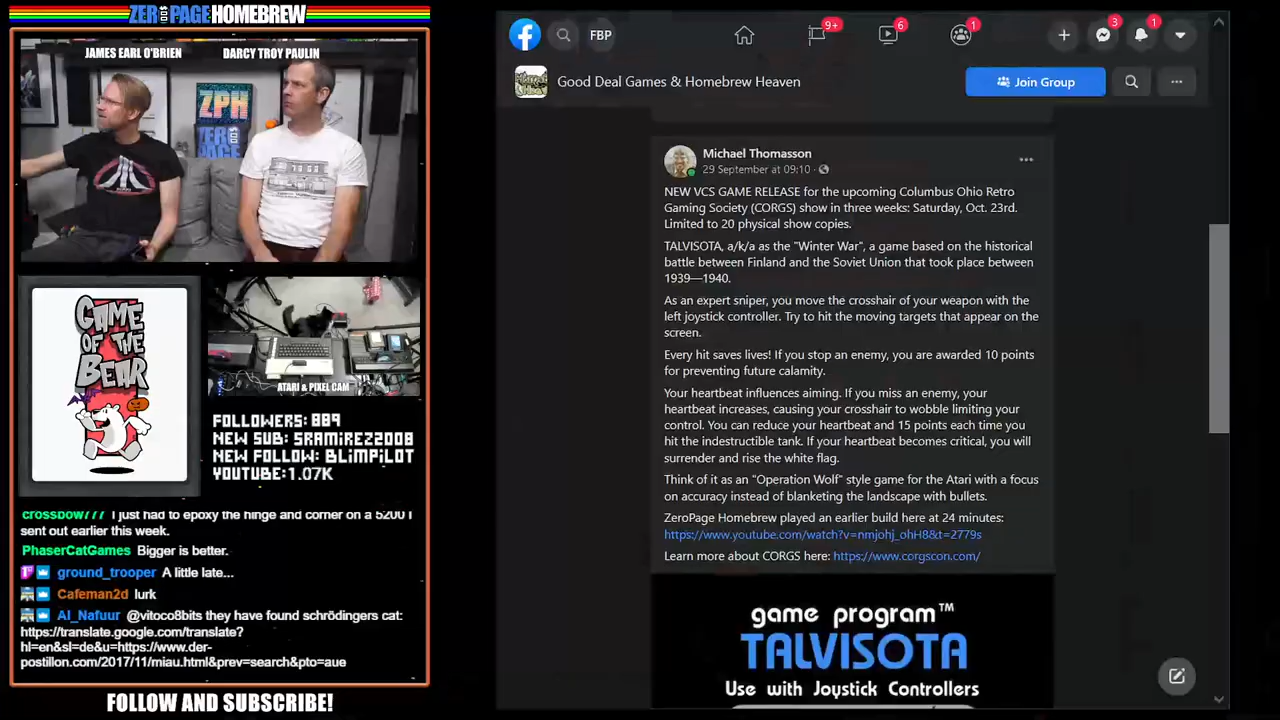 ZEROPAGE HOMEBREW
JAMES EARL O'BRIEN
DARCY TROY PAULIN
ZPH
GAME
OF THE
BEAR
ATARI & PIXEL CAM
FOLLOWERS: 889
NEW SUB: SRAMIREZ2008
NEW FOLLOW: BLIMPILOT
YOUTUBE: 1.07K
crossbow777 I just had to epoxy the hinge and corner on a 5200 I
sent out earlier this week.
PhaserCatGames Bigger is better.
ground_trooper A little late...
Cafeman2d lurk
Al_Nafuur @vitoco8bits they have found schrödingers cat:
https://translate.google.com/translate?
hl=en&sl=de&u=https://www.der-
postillon.com/2017/11/miau.html&prev=search&pto=aue
FOLLOW AND SUBSCRIBE!
FBP
9+
6
1
3
1
Good Deal Games & Homebrew Heaven
Join Group
Michael Thomasson
29 September at 09:10 ·
NEW VCS GAME RELEASE for the upcoming Columbus Ohio Retro
Gaming Society (CORGS) show in three weeks: Saturday, Oct. 23rd.
Limited to 20 physical show copies.
TALVISOTA, a/k/a as the "Winter War", a game based on the historical
battle between Finland and the Soviet Union that took place between
1939—1940.
As an expert sniper, you move the crosshair of your weapon with the
left joystick controller. Try to hit the moving targets that appear on the
screen.
Every hit saves lives! If you stop an enemy, you are awarded 10 points
for preventing future calamity.
Your heartbeat influences aiming. If you miss an enemy, your
heartbeat increases, causing your crosshair to wobble limiting your
control. You can reduce your heartbeat and 15 points each time you
hit the indestructible tank. If your heartbeat becomes critical, you will
surrender and rise the white flag.
Think of it as an "Operation Wolf" style game for the Atari with a focus
on accuracy instead of blanketing the landscape with bullets.
ZeroPage Homebrew played an earlier build here at 24 minutes:
https://www.youtube.com/watch?v=nmjohj_ohH8&t=2779s
Learn more about CORGS here: https://www.corgscon.com/
game program™
TALVISOTA
Use with Joystick Controllers